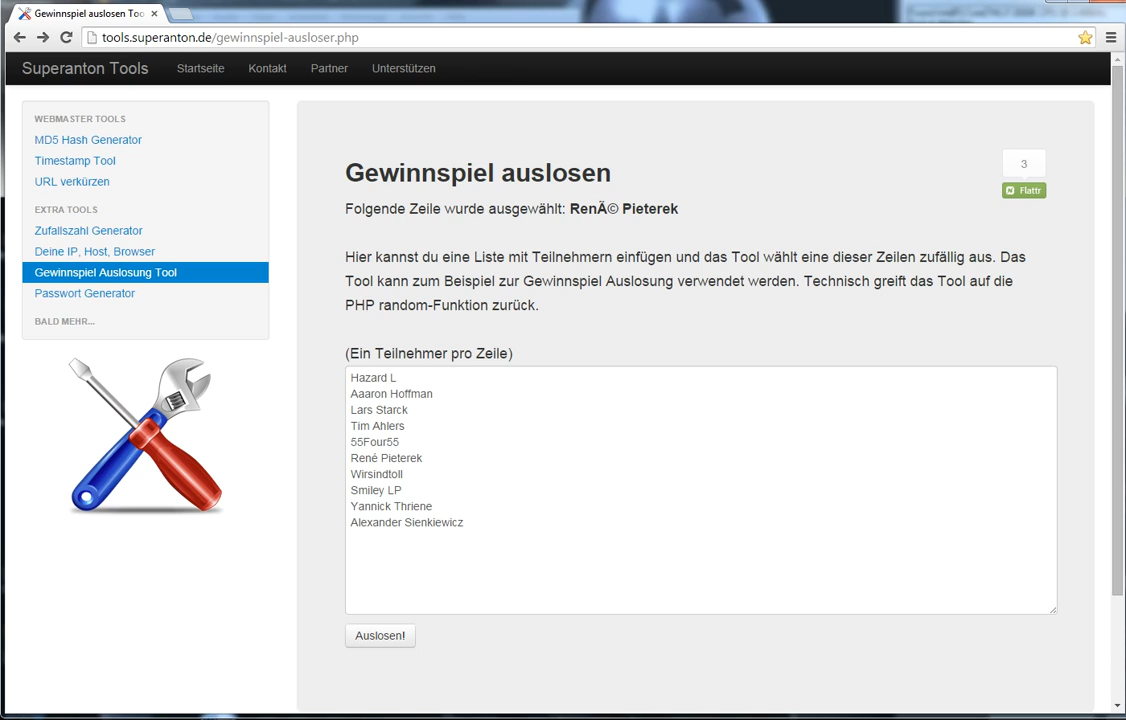 Gewinnspiel auslosen Too
tools.superanton.de/gewinnspiel-ausloser.php
Superanton Tools Startseite Kontakt Partner Unterstützen
WEBMASTER TOOLS
MD5 Hash Generator
Timestamp Tool
URL verkürzen
EXTRA TOOLS
Zufallszahl Generator
Deine IP, Host, Browser
Gewinnspiel Auslosung Tool
Passwort Generator
BALD MEHR...
3
Flattr
Gewinnspiel auslosen
Folgende Zeile wurde ausgewählt: RenÃ© Pieterek
Hier kannst du eine Liste mit Teilnehmern einfügen und das Tool wählt eine dieser Zeilen zufällig aus. Das
Tool kann zum Beispiel zur Gewinnspiel Auslosung verwendet werden. Technisch greift das Tool auf die
PHP random-Funktion zurück.
(Ein Teilnehmer pro Zeile)
Hazard L
Aaaron Hoffman
Lars Starck
Tim Ahlers
55Four55
René Pieterek
Wirsindtoll
Smiley LP
Yannick Thriene
Alexander Sienkiewicz
Auslosen!